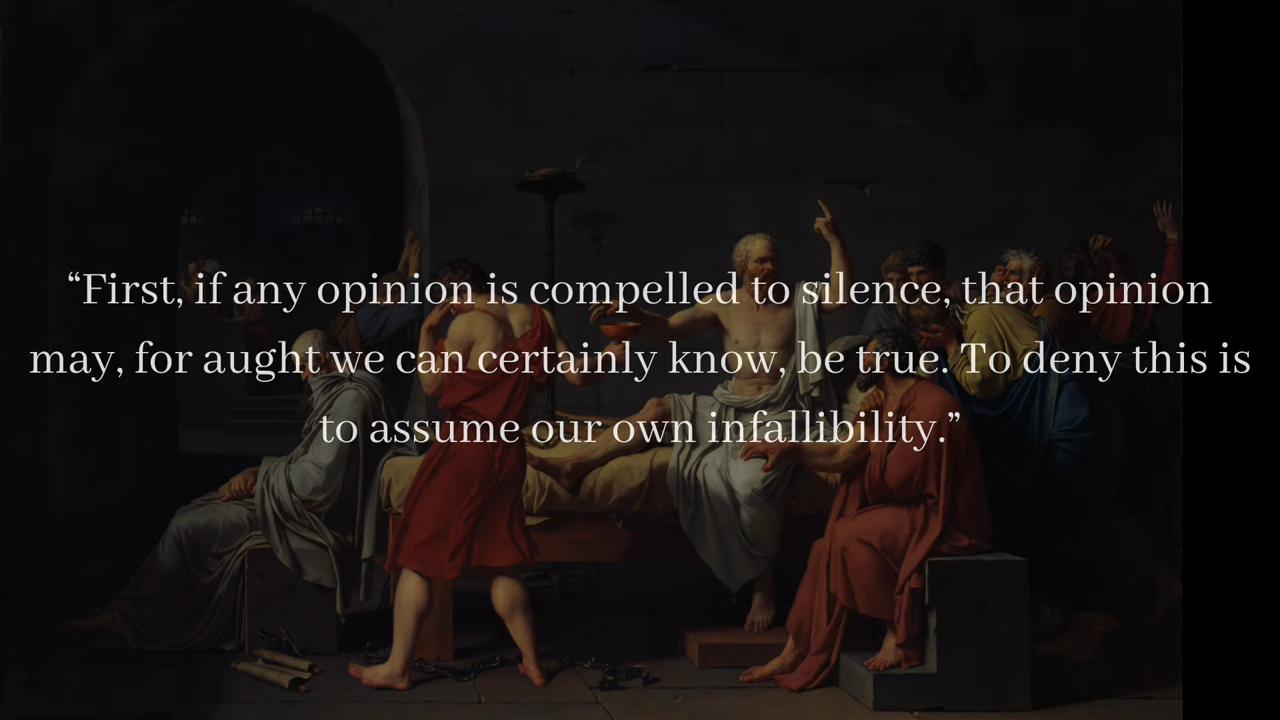 “First, if any opinion is compelled to silence, that opinion
may, for aught we can certainly know, be true. To deny this is
to assume our own infallibility.”